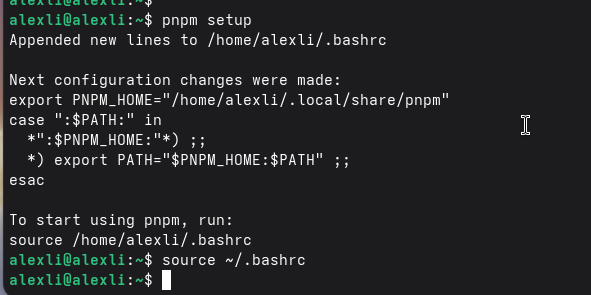 alexli@alexli:~$
alexli@alexli:~$ pnpm setup
Appended new lines to /home/alexli/.bashrc

Next configuration changes were made:
export PNPM_HOME="/home/alexli/.local/share/pnpm"
case ":$PATH:" in
  *":$PNPM_HOME:"*) ;;
  *) export PATH="$PNPM_HOME:$PATH" ;;
esac

To start using pnpm, run:
source /home/alexli/.bashrc
alexli@alexli:~$ source ~/.bashrc
alexli@alexli:~$